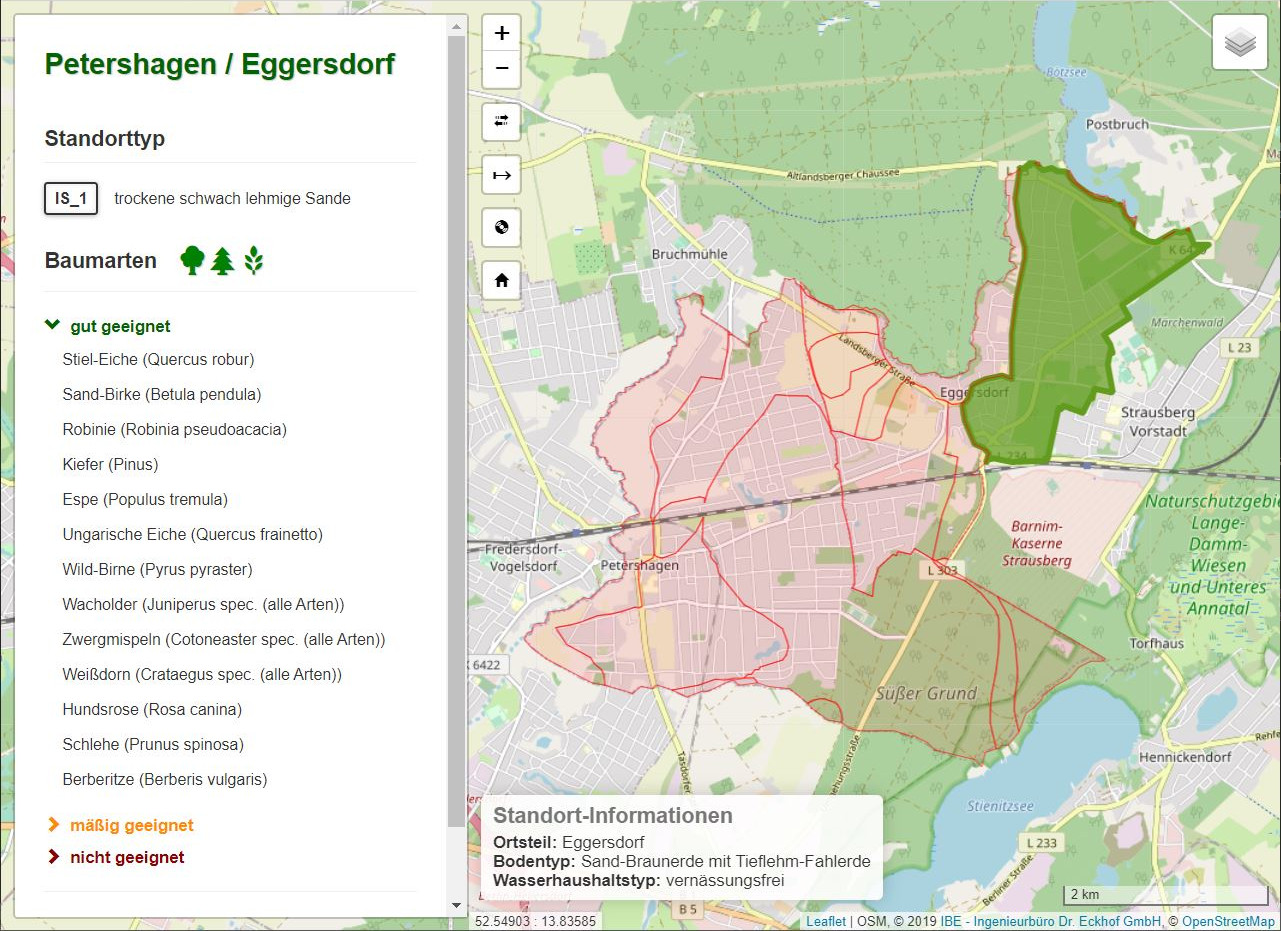 Petershagen / Eggersdorf
Standorttyp
IS_1 trockene schwach lehmige Sande
Baumarten
gut geeignet
Stiel-Eiche (Quercus robur)
Sand-Birke (Betula pendula)
Robinie (Robinia pseudoacacia)
Kiefer (Pinus)
Espe (Populus tremula)
Ungarische Eiche (Quercus frainetto)
Wild-Birne (Pyrus pyraster)
Wacholder (Juniperus spec. (alle Arten))
Zwergmispeln (Cotoneaster spec. (alle Arten))
Weißdorn (Crataegus spec. (alle Arten))
Hundsrose (Rosa canina)
Schlehe (Prunus spinosa)
Berberitze (Berberis vulgaris)
mäßig geeignet
nicht geeignet
+
−
Bötzsee
Postbruch
Altlandsberger Chaussee
Bruchmühle
Märchenwald
L 23
Landsberger Straße
Eggersdorf
Strausberg
Vorstadt
L 234
Naturschutzgebi
Lange-
Damm-
Wiesen
und Unteres
Annatal
Barnim-
Kaserne
Strausberg
Fredersdorf-
Vogelsdorf
Petershagen
L 303
Torfhaus
6422
Süßer Grund
Hennickendorf
Stienitzsee
L 233
Berliner Straße
B 5
Standort-Informationen
Ortsteil: Eggersdorf
Bodentyp: Sand-Braunerde mit Tieflehm-Fahlerde
Wasserhaushaltstyp: vernässungsfrei
2 km
52.54903 : 13.83585
Leaflet | OSM, © 2019 IBE - Ingenieurbüro Dr. Eckhof GmbH, © OpenStreetMap